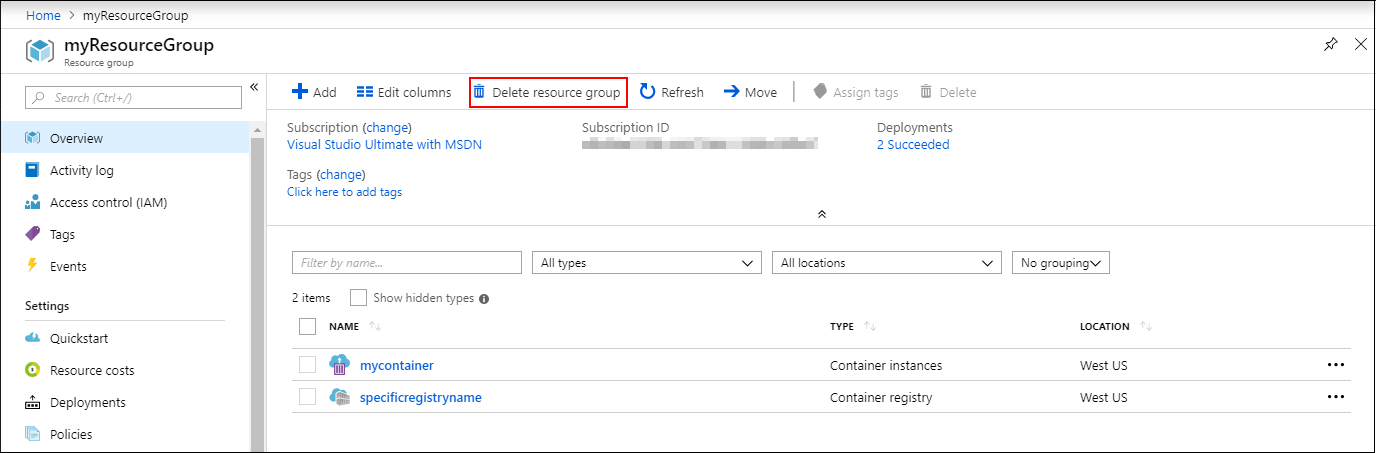 Home > myResourceGroup
myResourceGroup
Resource group
Search (Ctrl+/)
Overview
Activity log
Access control (IAM)
Tags
Events
Settings
Quickstart
Resource costs
Deployments
Policies
Add Edit columns Delete resource group Refresh Move Assign tags Delete
Subscription (change) Subscription ID Deployments
Visual Studio Ultimate with MSDN 2 Succeeded
Tags (change)
Click here to add tags
Filter by name... All types All locations No grouping
2 items Show hidden types
NAME TYPE LOCATION
mycontainer Container instances West US
specificregistryname Container registry West US